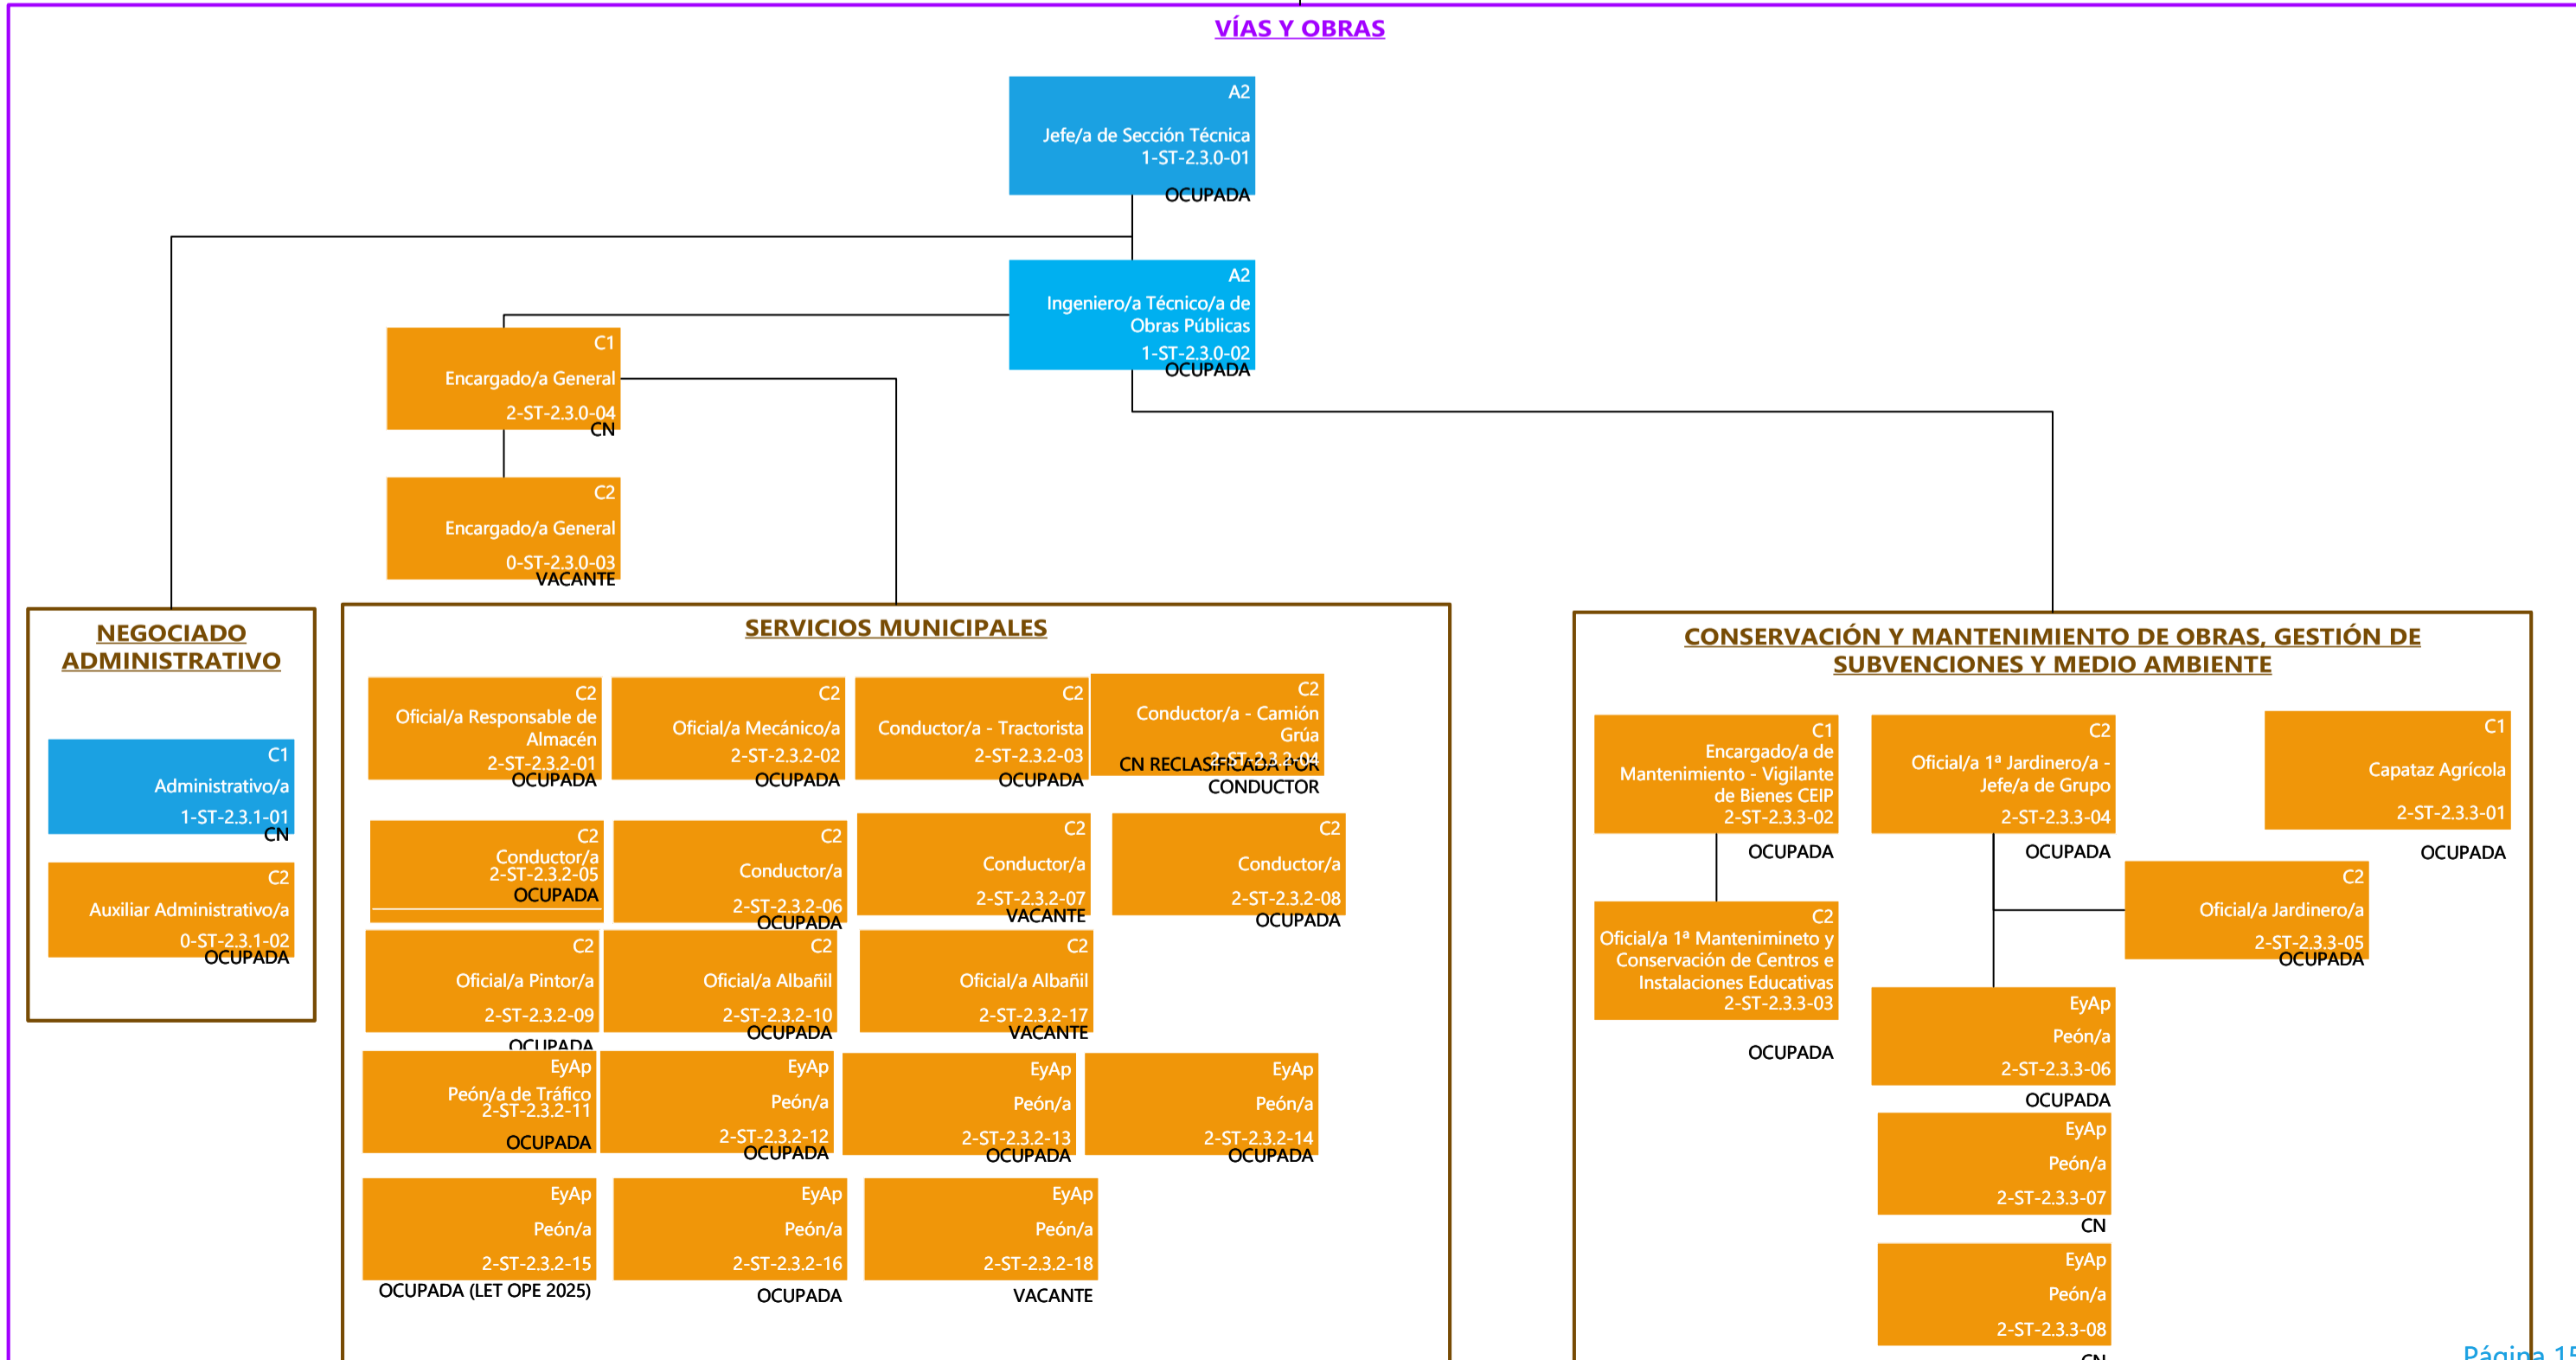 VÍAS Y OBRAS
A2
Jefe/a de Sección Técnica
1-ST-2.3.0-01
OCUPADA
A2
Ingeniero/a Técnico/a de
Obras Públicas
1-ST-2.3.0-02
OCUPADA
C1
Encargado/a General
2-ST-2.3.0-04
CN
C2
Encargado/a General
0-ST-2.3.0-03
VACANTE
NEGOCIADO
ADMINISTRATIVO
C1
Administrativo/a
1-ST-2.3.1-01
CN
C2
Auxiliar Administrativo/a
0-ST-2.3.1-02
OCUPADA
SERVICIOS MUNICIPALES
C2
Oficial/a Responsable de
Almacén
2-ST-2.3.2-01
OCUPADA
C2
Oficial/a Mecánico/a
2-ST-2.3.2-02
OCUPADA
C2
Conductor/a - Tractorista
2-ST-2.3.2-03
OCUPADA
C2
Conductor/a - Camión
Grúa
2-ST-2.3.2-04
CN RECLASIFICADA POR
CONDUCTOR
C2
Conductor/a
2-ST-2.3.2-05
OCUPADA
C2
Conductor/a
2-ST-2.3.2-06
OCUPADA
C2
Conductor/a
2-ST-2.3.2-07
VACANTE
C2
Conductor/a
2-ST-2.3.2-08
OCUPADA
C2
Oficial/a Pintor/a
2-ST-2.3.2-09
OCUPADA
C2
Oficial/a Albañil
2-ST-2.3.2-10
OCUPADA
C2
Oficial/a Albañil
2-ST-2.3.2-17
VACANTE
EyAp
Peón/a de Tráfico
2-ST-2.3.2-11
OCUPADA
EyAp
Peón/a
2-ST-2.3.2-12
OCUPADA
EyAp
Peón/a
2-ST-2.3.2-13
OCUPADA
EyAp
Peón/a
2-ST-2.3.2-14
OCUPADA
EyAp
Peón/a
2-ST-2.3.2-15
OCUPADA (LET OPE 2025)
EyAp
Peón/a
2-ST-2.3.2-16
OCUPADA
EyAp
Peón/a
2-ST-2.3.2-18
VACANTE
CONSERVACIÓN Y MANTENIMIENTO DE OBRAS, GESTIÓN DE
SUBVENCIONES Y MEDIO AMBIENTE
C1
Encargado/a de
Mantenimiento - Vigilante
de Bienes CEIP
2-ST-2.3.3-02
OCUPADA
C2
Oficial/a 1ª Mantenimineto y
Conservación de Centros e
Instalaciones Educativas
2-ST-2.3.3-03
OCUPADA
C2
Oficial/a 1ª Jardinero/a -
Jefe/a de Grupo
2-ST-2.3.3-04
OCUPADA
C1
Capataz Agrícola
2-ST-2.3.3-01
OCUPADA
C2
Oficial/a Jardinero/a
2-ST-2.3.3-05
OCUPADA
EyAp
Peón/a
2-ST-2.3.3-06
OCUPADA
EyAp
Peón/a
2-ST-2.3.3-07
CN
EyAp
Peón/a
2-ST-2.3.3-08
CN
Página 15